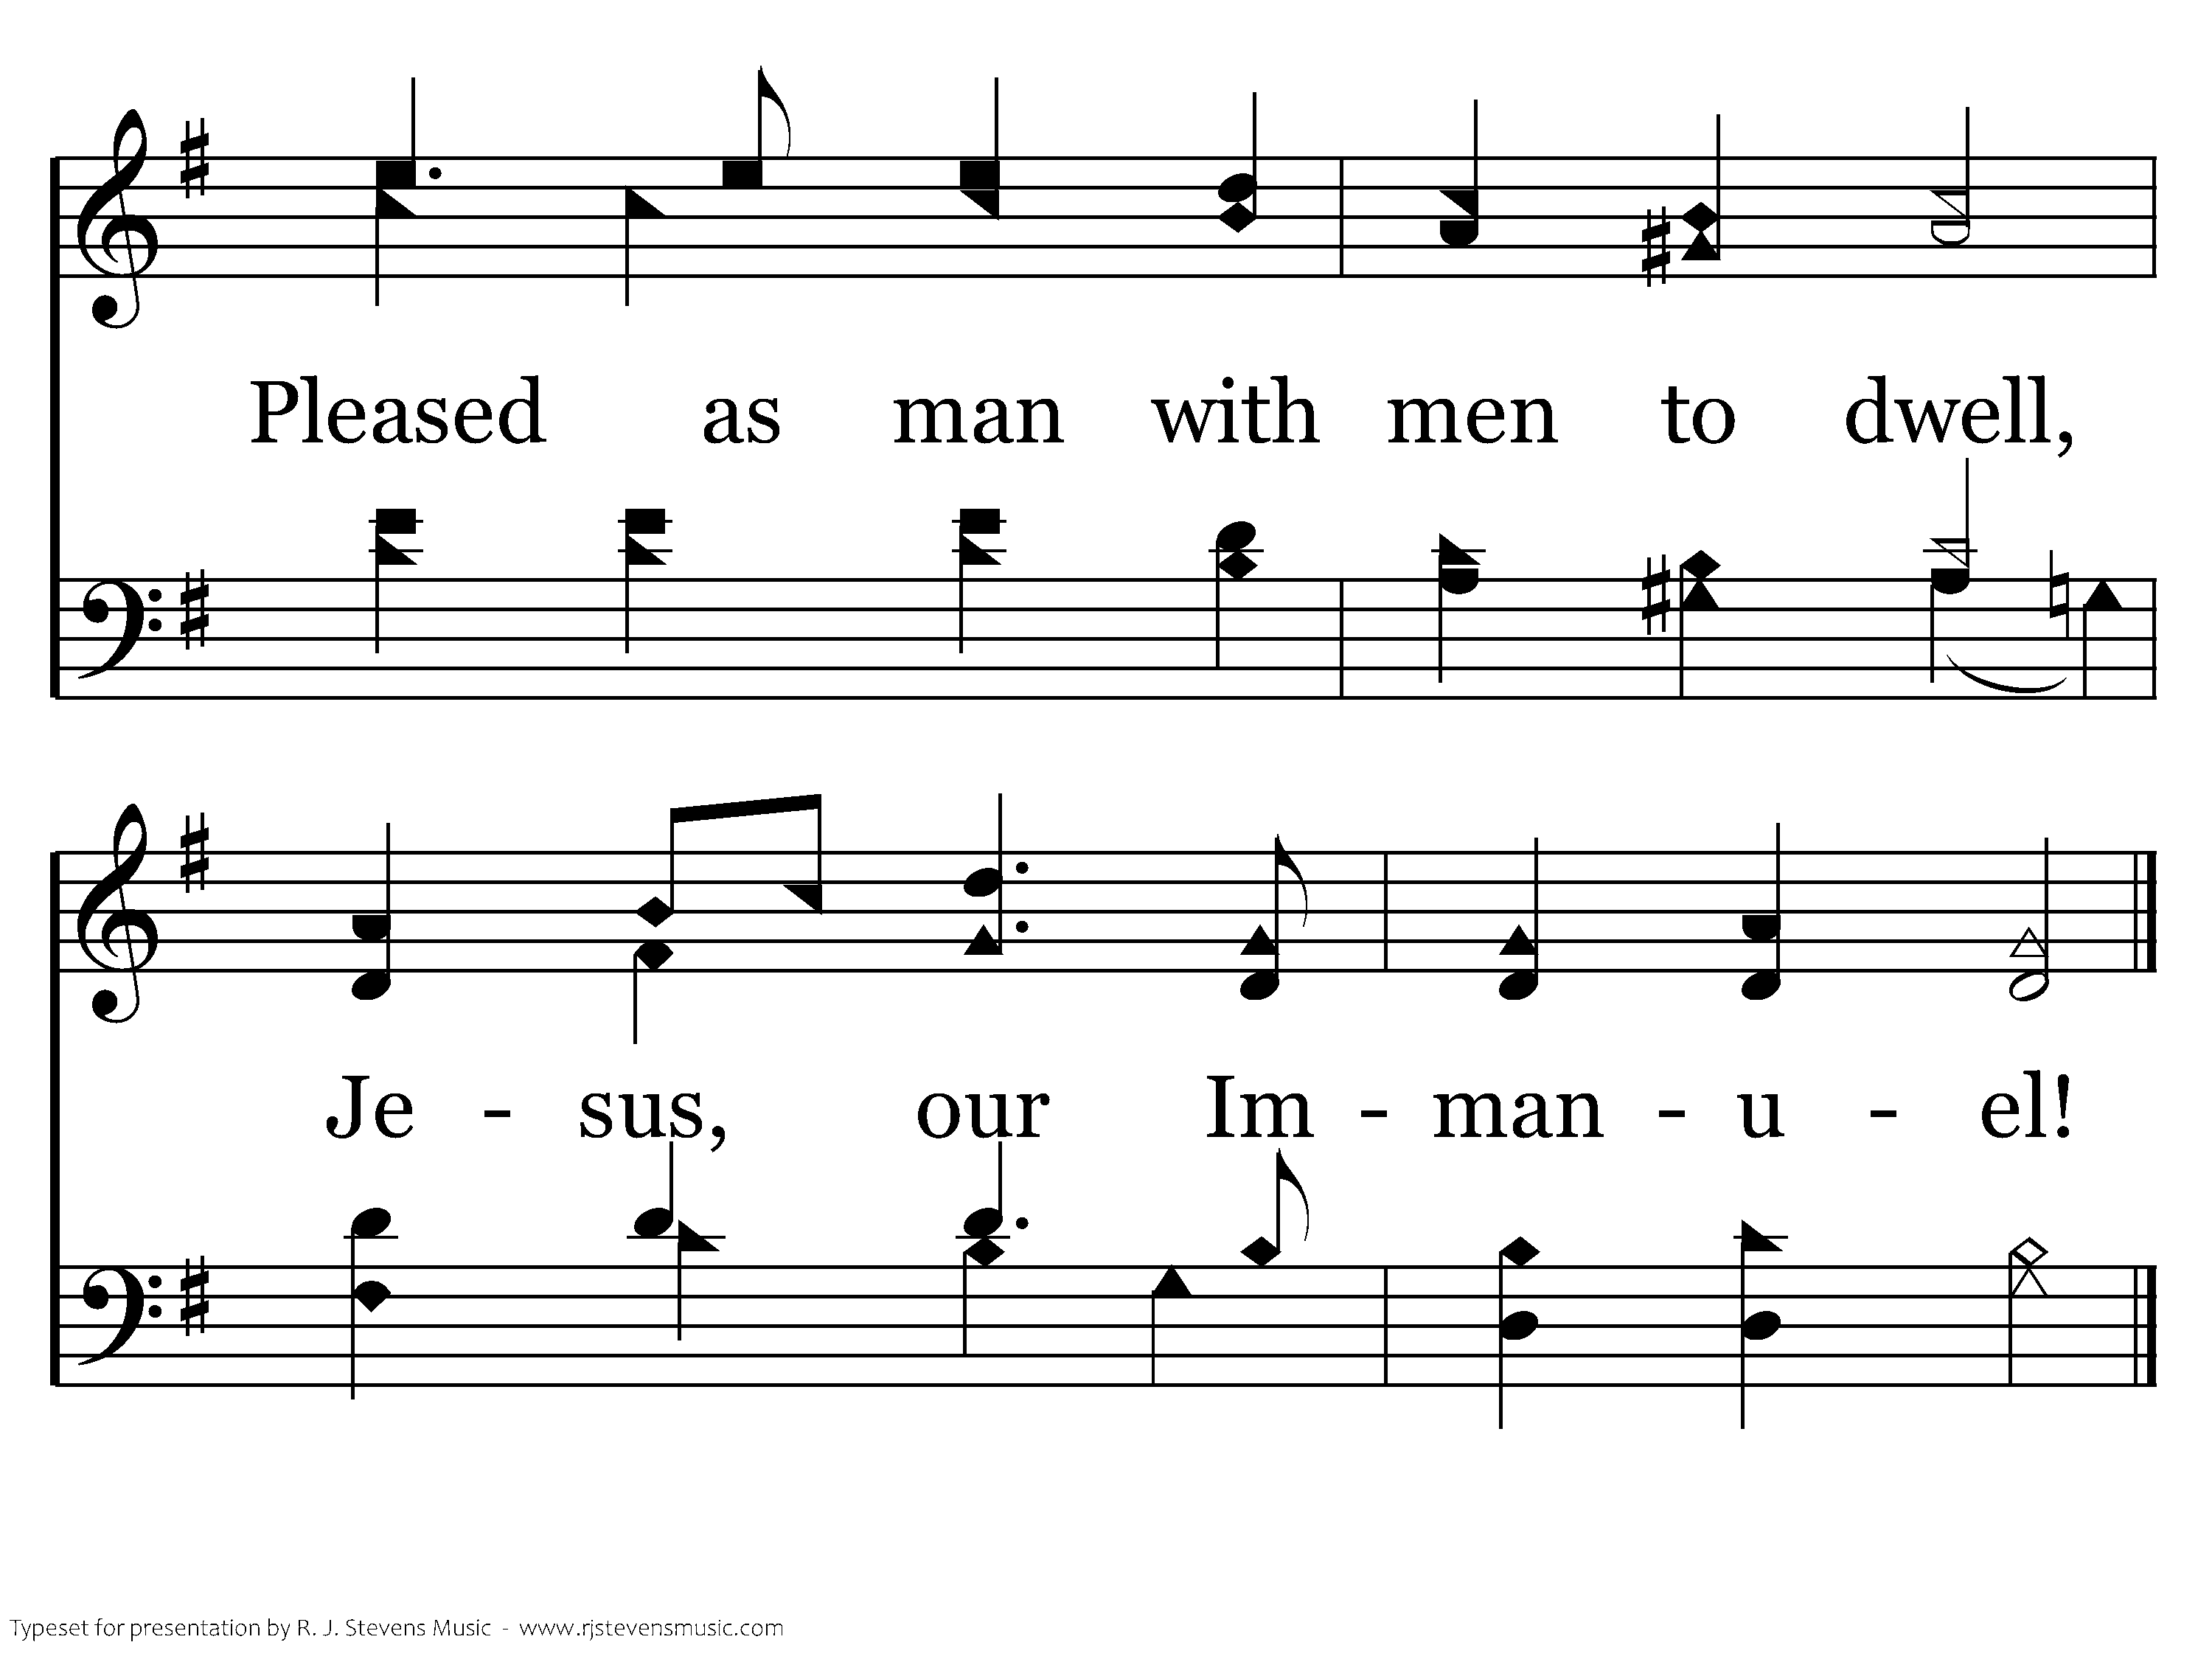 Pleased as man with men to dwell,
Je - sus, our Im - man - u - el!
Typeset for presentation by R. J. Stevens Music - www.rjstevensmusic.com